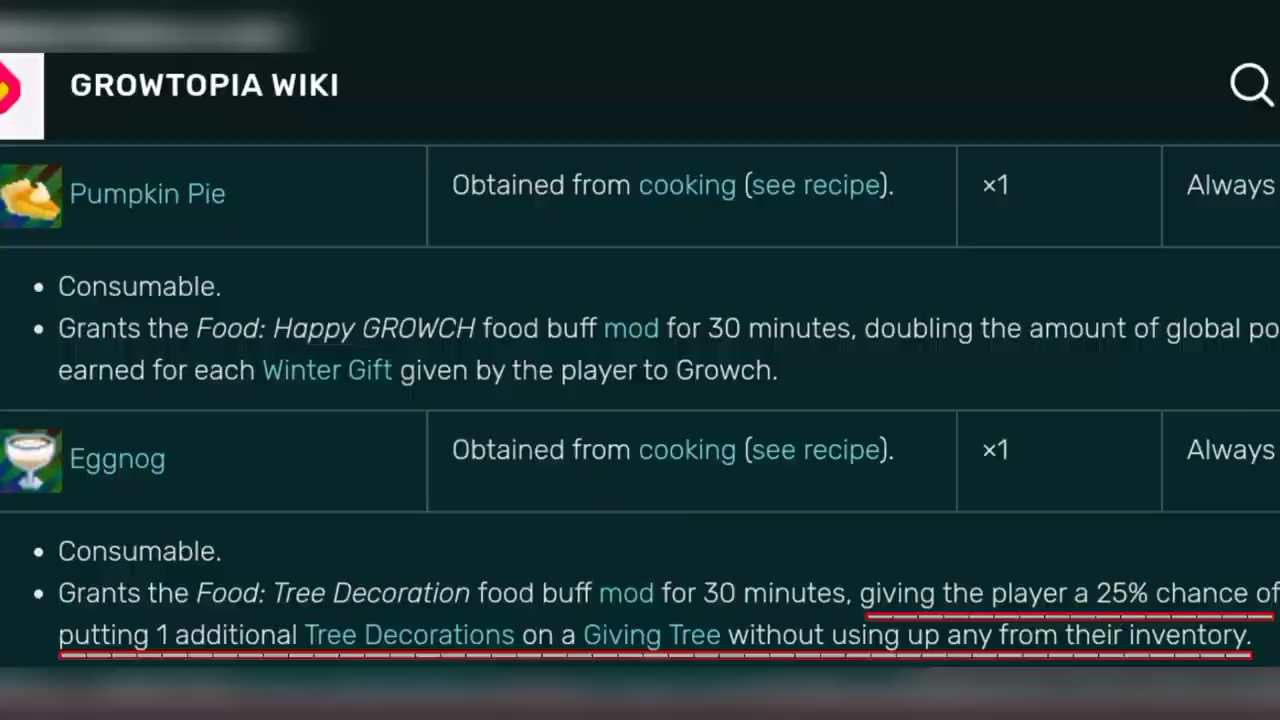 GROWTOPIA WIKI
Pumpkin Pie
Obtained from cooking (see recipe).
×1
Always
• Consumable.
• Grants the Food: Happy GROWCH food buff mod for 30 minutes, doubling the amount of global po
earned for each Winter Gift given by the player to Growch.
Eggnog
Obtained from cooking (see recipe).
×1
Always
• Consumable.
• Grants the Food: Tree Decoration food buff mod for 30 minutes, giving the player a 25% chance of
putting 1 additional Tree Decorations on a Giving Tree without using up any from their inventory.